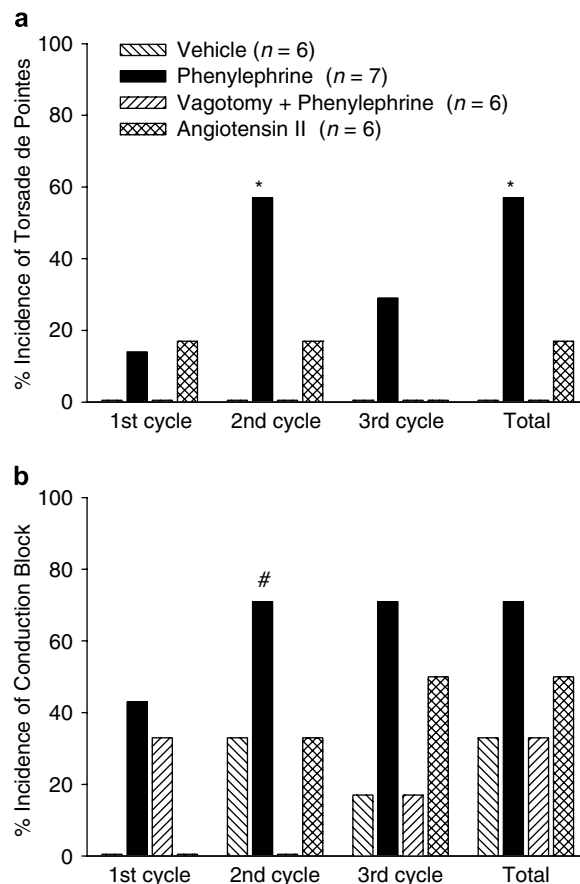 a
100
80
60
40
20
0
% Incidence of Torsade de Pointes
Vehicle (n = 6)
Phenylephrine (n = 7)
Vagotomy + Phenylephrine (n = 6)
Angiotensin II (n = 6)
* *
1st cycle 2nd cycle 3rd cycle Total
b
100
80
60
40
20
0
% Incidence of Conduction Block
#
1st cycle 2nd cycle 3rd cycle Total